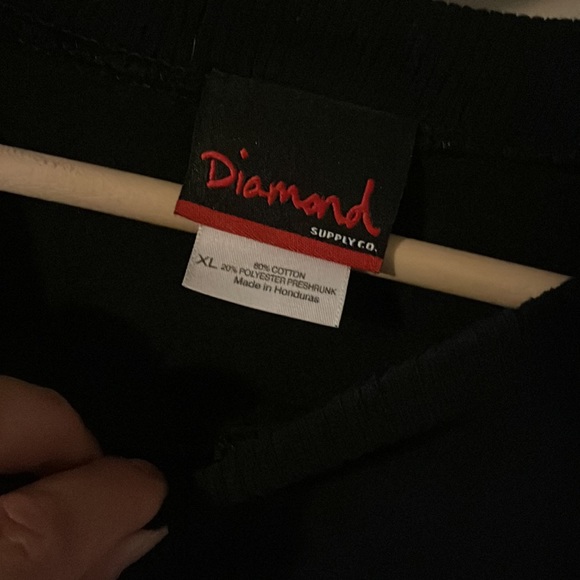 Diamond
SUPPLY CO.
XL
80% COTTON
20% POLYESTER PRESHRUNK
Made in Honduras